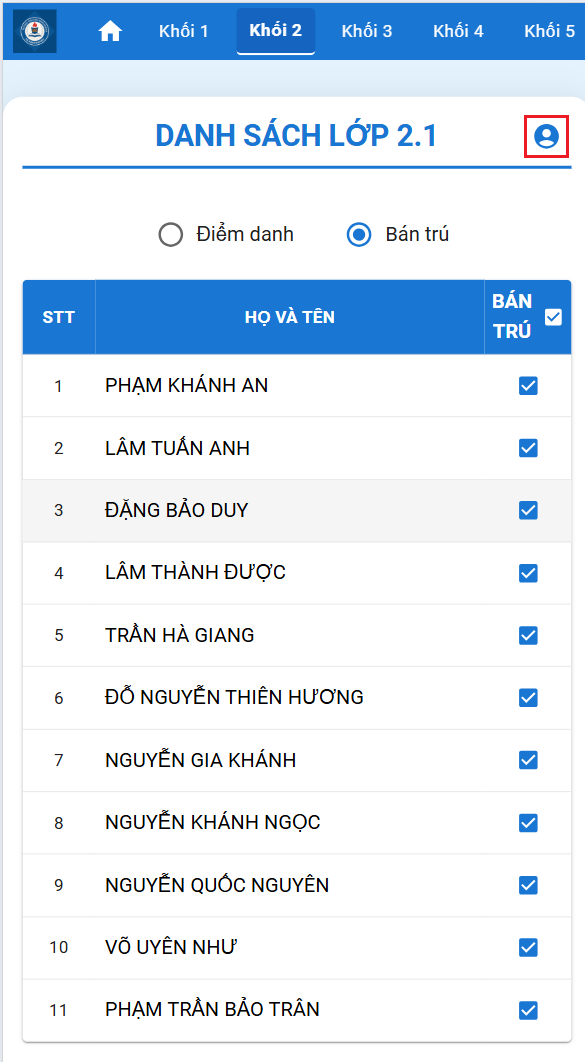 Khối 1 Khối 2 Khối 3 Khối 4 Khối 5
DANH SÁCH LỚP 2.1
Điểm danh Bán trú
STT HỌ VÀ TÊN BÁN TRÚ
1 PHẠM KHÁNH AN
2 LÂM TUẤN ANH
3 ĐẶNG BẢO DUY
4 LÂM THÀNH ĐƯỢC
5 TRẦN HÀ GIANG
6 ĐỖ NGUYỄN THIÊN HƯƠNG
7 NGUYỄN GIA KHÁNH
8 NGUYỄN KHÁNH NGỌC
9 NGUYỄN QUỐC NGUYÊN
10 VÕ UYÊN NHƯ
11 PHẠM TRẦN BẢO TRÂN